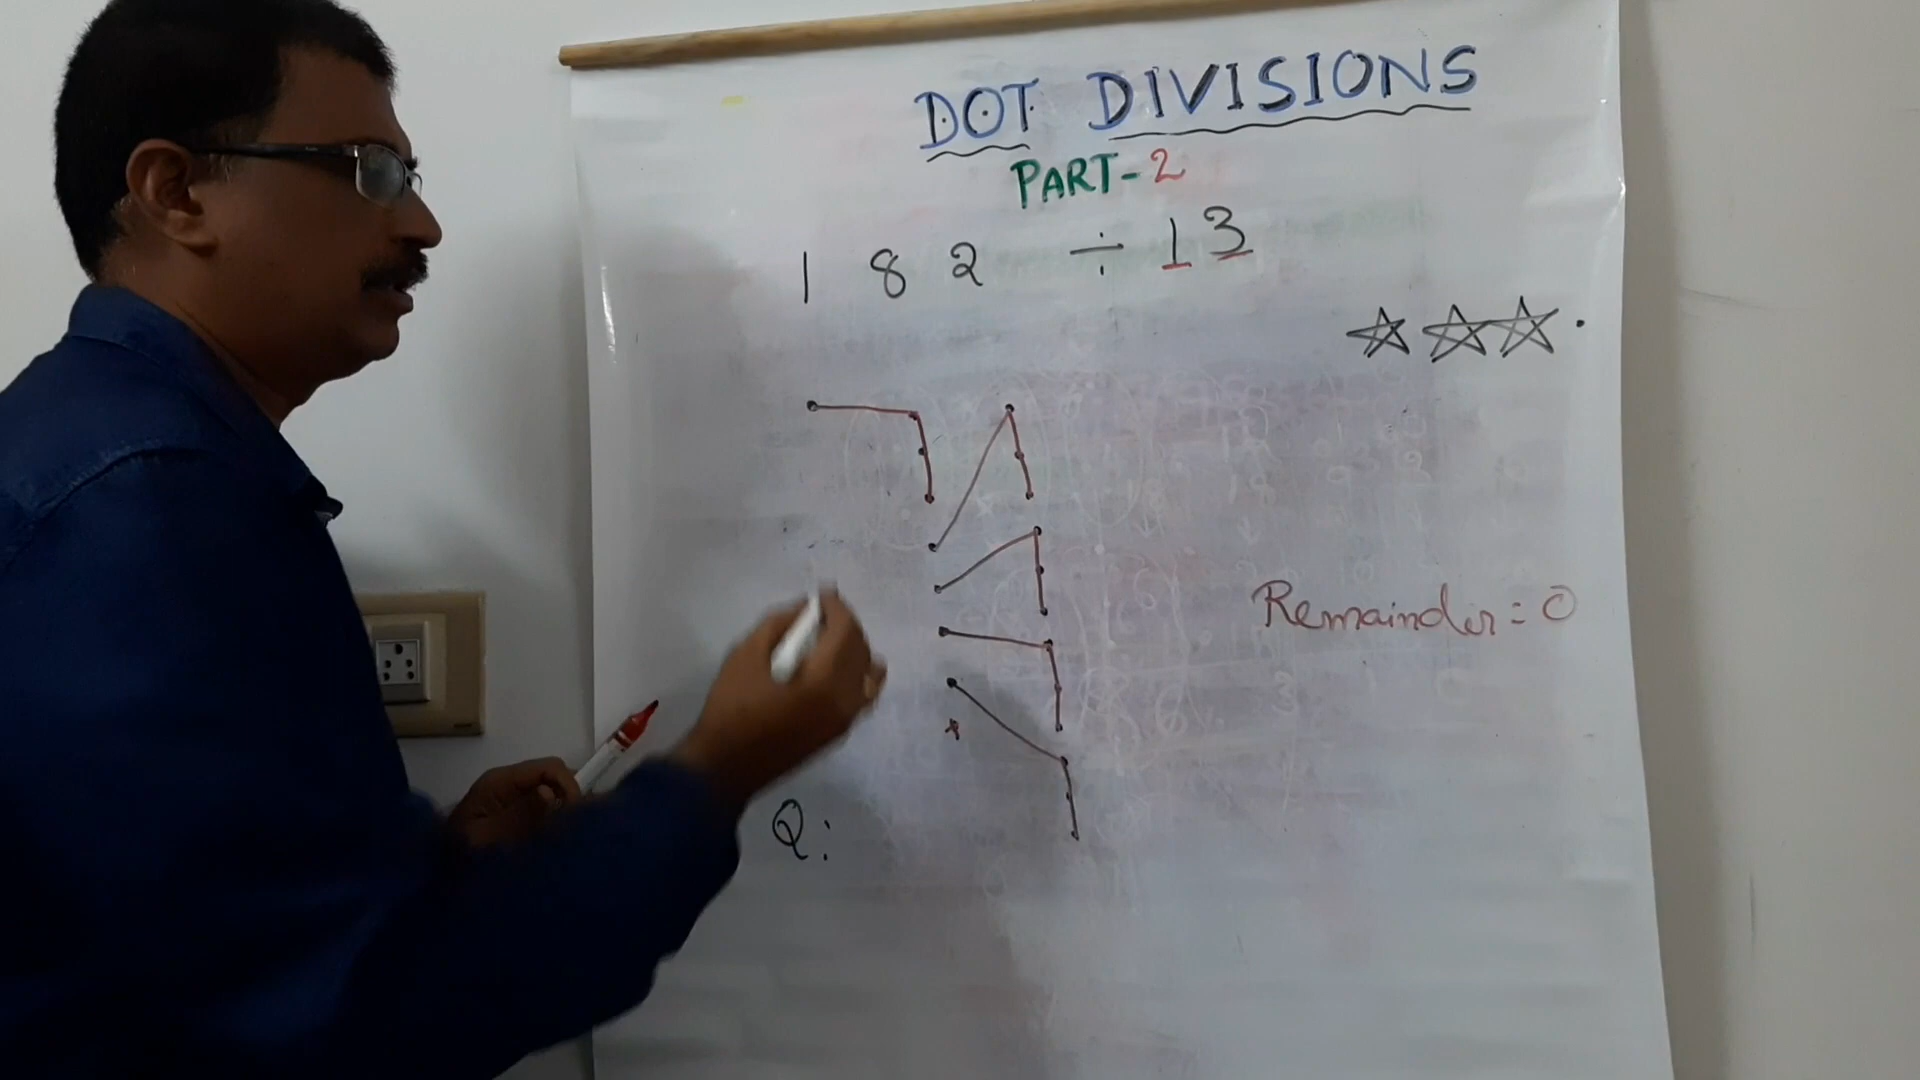 DOT DIVISIONS
PART-2
1 8 2 ÷ 13
Remainder = 0
Q: